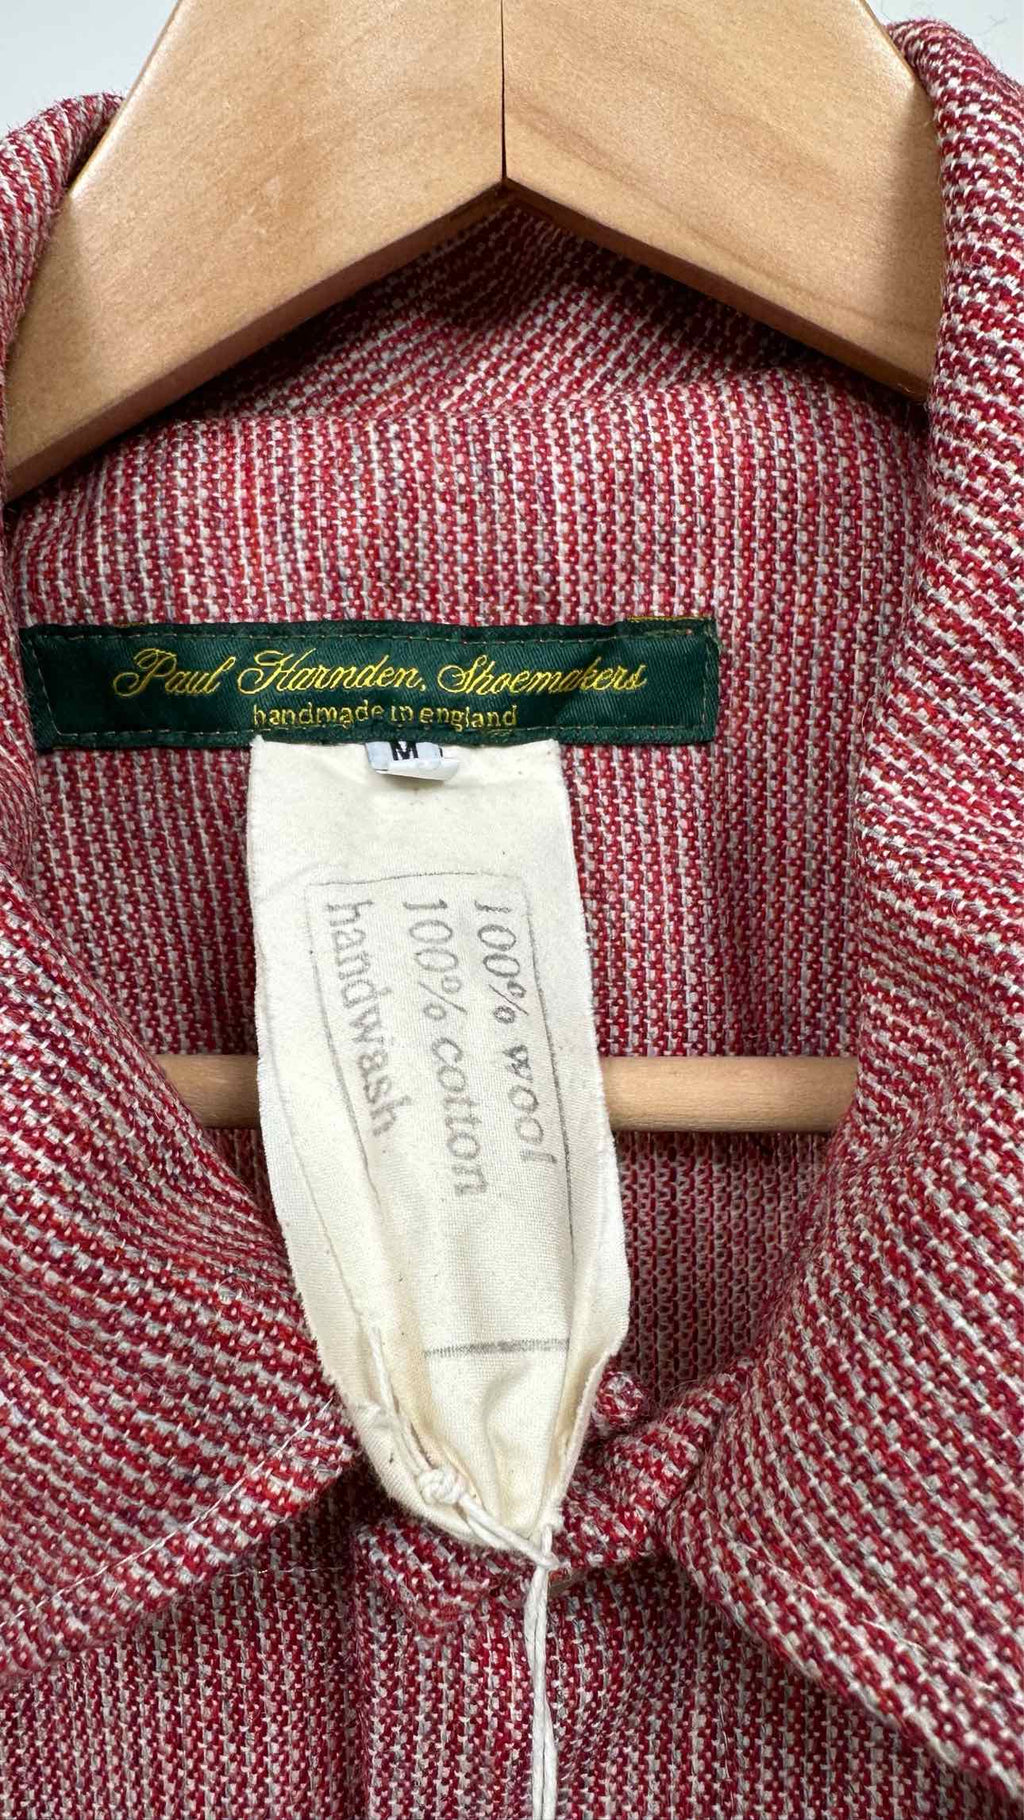 Paul Harnden, Shoemakers
handmade in england
M
100% wool
100% cotton
handwash